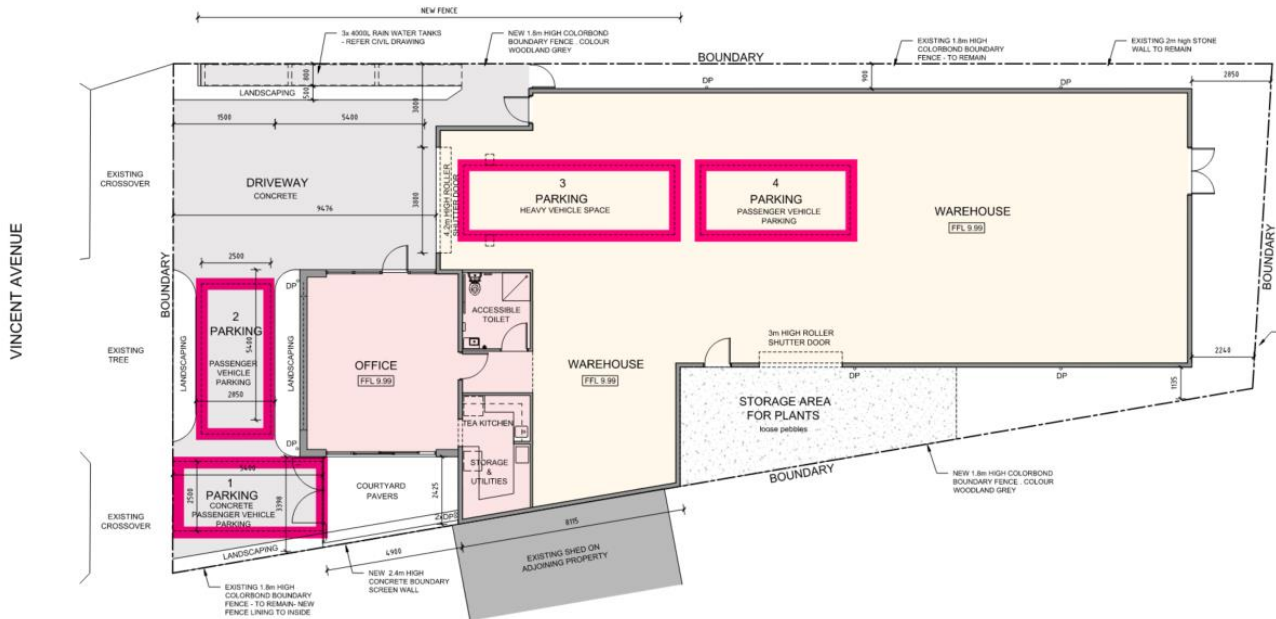 NEW FENCE
3x 4000L RAIN WATER TANKS
- REFER CIVIL DRAWING
NEW 1.8m HIGH COLORBOND
BOUNDARY FENCE . COLOUR
WOODLAND GREY
BOUNDARY
EXISTING 1.8m HIGH
COLORBOND BOUNDARY
FENCE - TO REMAIN
EXISTING 2m high STONE
WALL TO REMAIN
800
500
LANDSCAPING
3000
DP
900
DP
2850
1500
5400
EXISTING
CROSSOVER
DRIVEWAY
CONCRETE
9476
3800
4.2m HIGH ROLLER
SHUTTER DOOR
3
PARKING
HEAVY VEHICLE SPACE
4
PARKING
PASSENGER VEHICLE
PARKING
WAREHOUSE
FFL 9.99
BOUNDARY
VINCENT AVENUE
BOUNDARY
2500
DP
2
PARKING
5400
PASSENGER
VEHICLE
PARKING
2850
LANDSCAPING
LANDSCAPING
DP
EXISTING
TREE
OFFICE
FFL 9.99
ACCESSIBLE
TOILET
WAREHOUSE
FFL 9.99
3m HIGH ROLLER
SHUTTER DOOR
2240
DP
DP
1135
STORAGE AREA
FOR PLANTS
loose pebbles
TEA KITCHEN
STORAGE
&
UTILITIES
BOUNDARY
NEW 1.8m HIGH COLORBOND
BOUNDARY FENCE . COLOUR
WOODLAND GREY
EXISTING
CROSSOVER
5400
2500
1
PARKING
CONCRETE
PASSENGER VEHICLE
PARKING
3398
COURTYARD
PAVERS
2425
2xDP
LANDSCAPING
4900
8115
EXISTING SHED ON
ADJOINING PROPERTY
EXISTING 1.8m HIGH
COLORBOND BOUNDARY
FENCE - TO REMAIN- NEW
FENCE LINING TO INSIDE
NEW 2.4m HIGH
CONCRETE BOUNDARY
SCREEN WALL